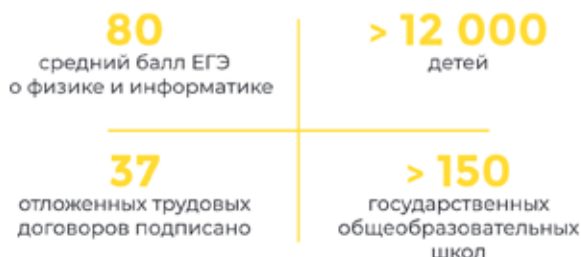 80
средний балл ЕГЭ
о физике и информатике
> 12 000
детей
37
отложенных трудовых
договоров подписано
> 150
государственных
общеобразовательных
школ